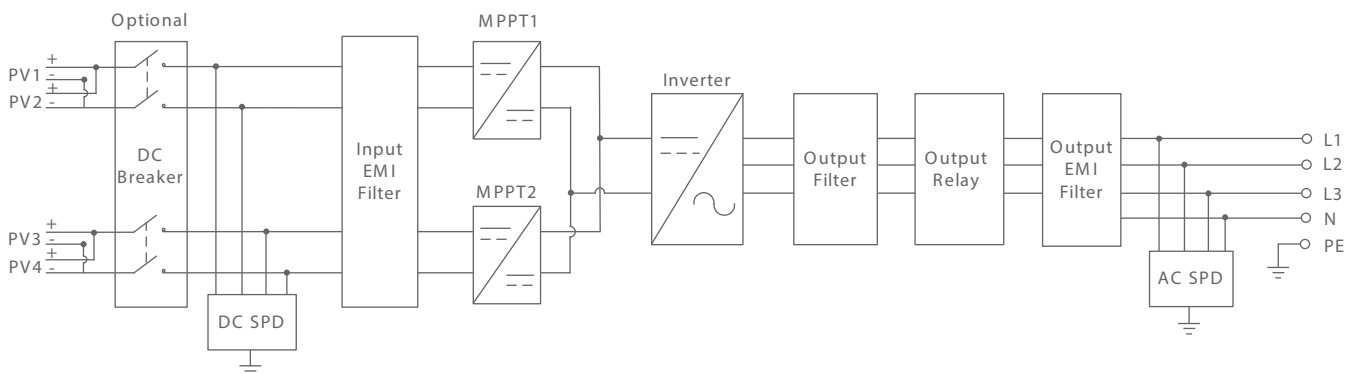 Optional
MPPT1
+
PV1 -
+
PV2 -
Inverter
DC
Breaker
Input
EMI
Filter
Output
Filter
Output
Relay
Output
EMI
Filter
L1
L2
L3
N
PE
MPPT2
+
PV3 -
+
PV4 -
DC SPD
AC SPD